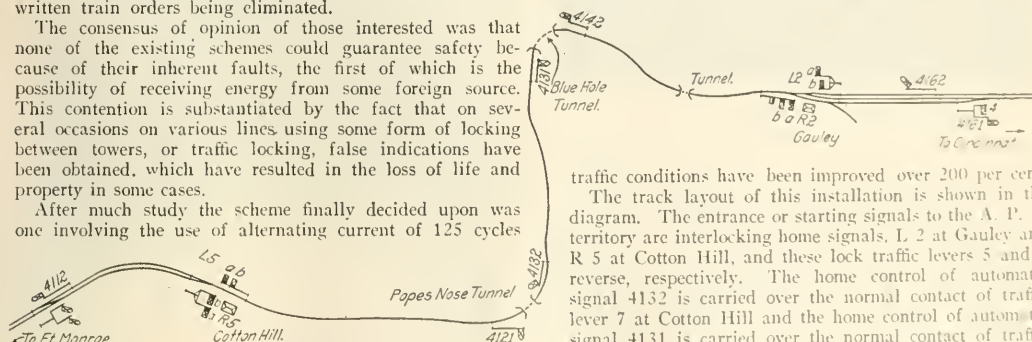 written train orders being eliminated.
The consensus of opinion of those interested was that
none of the existing schemes could guarantee safety be-
cause of their inherent faults, the first of which is the
possibility of receiving energy from some foreign source.
This contention is substantiated by the fact that on sev-
eral occasions on various lines using some form of locking
between towers, or traffic locking, false indications have
been obtained, which have resulted in the loss of life and
property in some cases.
After much study the scheme finally decided upon was
one involving the use of alternating current of 125 cycles
4112
To Ft Monroe
L5
a b
b
a R5
Cotton Hill.
Popes Nose Tunnel
4121
4132
4131
Blue Hole
Tunnel.
4142
Tunnel.
L2 a
b
b a R2
Gauley
4162
4161
To
traffic conditions have been improved over 200 per
The track layout of this installation is shown in
diagram. The entrance or starting signals to the A. P.
territory are interlocking home signals, L 2 at Gauley
R 5 at Cotton Hill, and these lock traffic levers 5 and
reverse, respectively. The home control of
signal 4132 is carried over the normal contact of
lever 7 at Cotton Hill and the home control of
signal 4131 is carried over the normal contact of